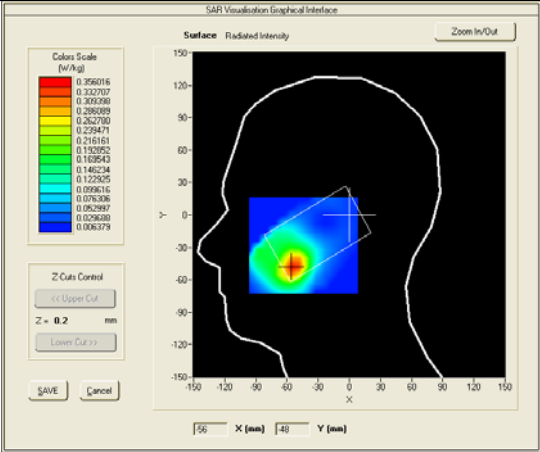 SAR Visualisation Graphical Interface
Surface Radiated Intensity
Zoom In/Out
Colors Scale
(W/kg)
0.356016
0.332707
0.309398
0.286089
0.262780
0.239471
0.216161
0.192852
0.169543
0.146234
0.122925
0.099616
0.076306
0.052997
0.029688
0.006379
Z-Cuts Control
<< Upper Cut
Z = 0.2 mm
Lower Cut >>
SAVE Cancel
150
120
90
60
30
0
-30
-60
-90
-120
-150
Y
-150 -120 -90 -60 -30 0 30 60 90 120 150
X
-56 X (mm) -48 Y (mm)